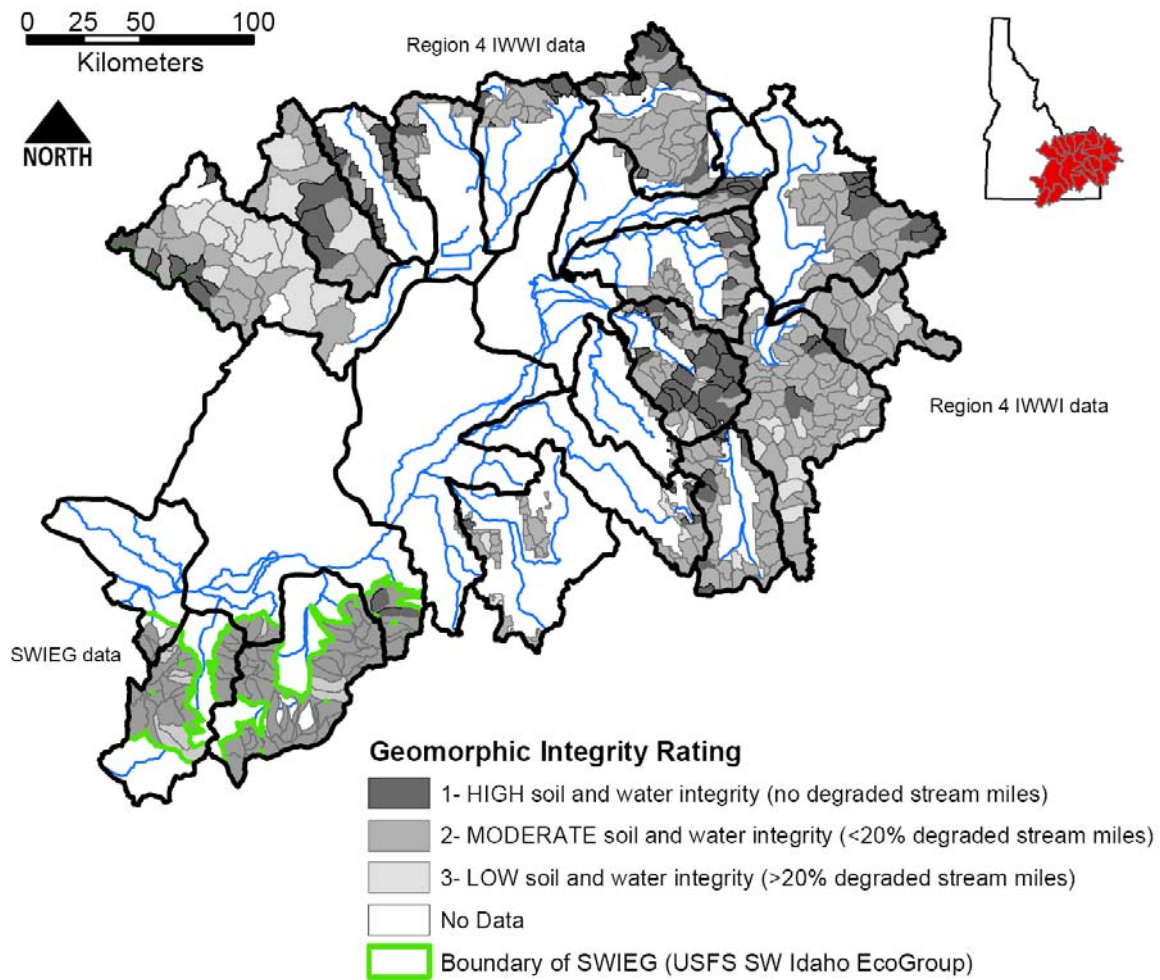 0 25 50 100
Kilometers
Region 4 IWWI data
NORTH
Region 4 IWWI data
SWIEG data
Geomorphic Integrity Rating
1- HIGH soil and water integrity (no degraded stream miles)
2- MODERATE soil and water integrity (<20% degraded stream miles)
3- LOW soil and water integrity (>20% degraded stream miles)
No Data
Boundary of SWIEG (USFS SW Idaho EcoGroup)